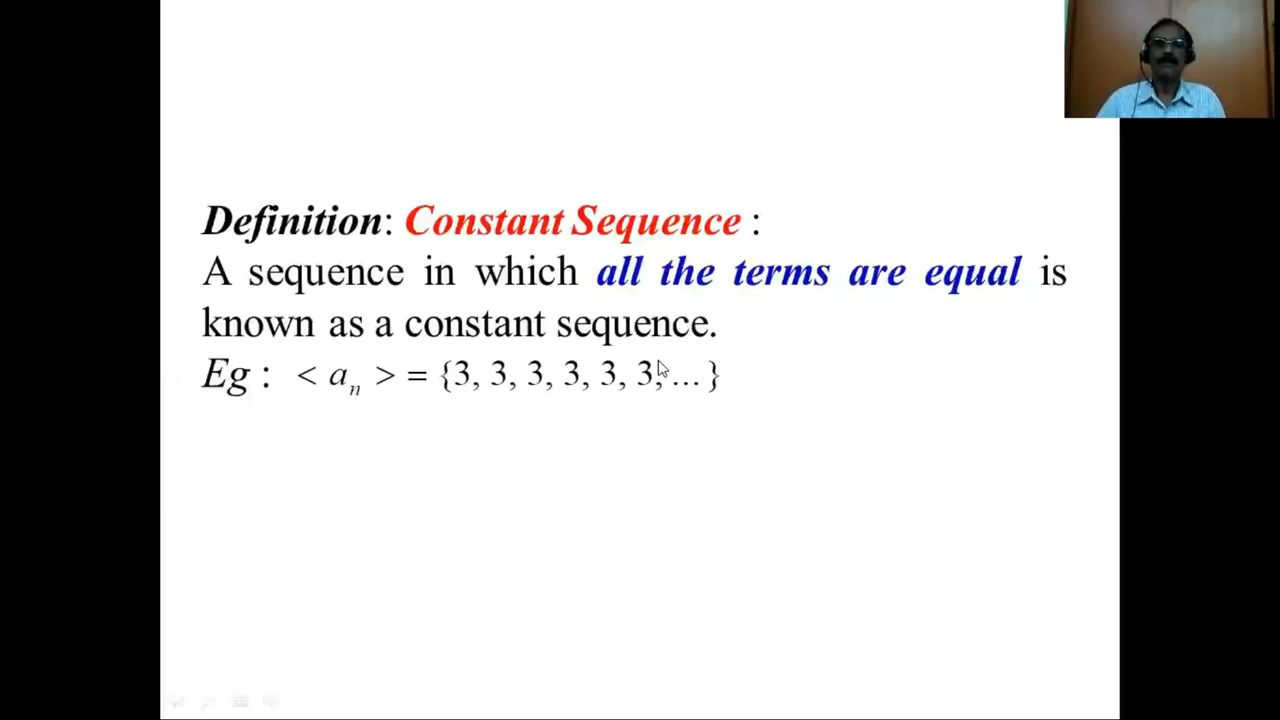 Definition: Constant Sequence :
A sequence in which all the terms are equal is
known as a constant sequence.
Eg : < aₙ > = {3, 3, 3, 3, 3, 3, ... }